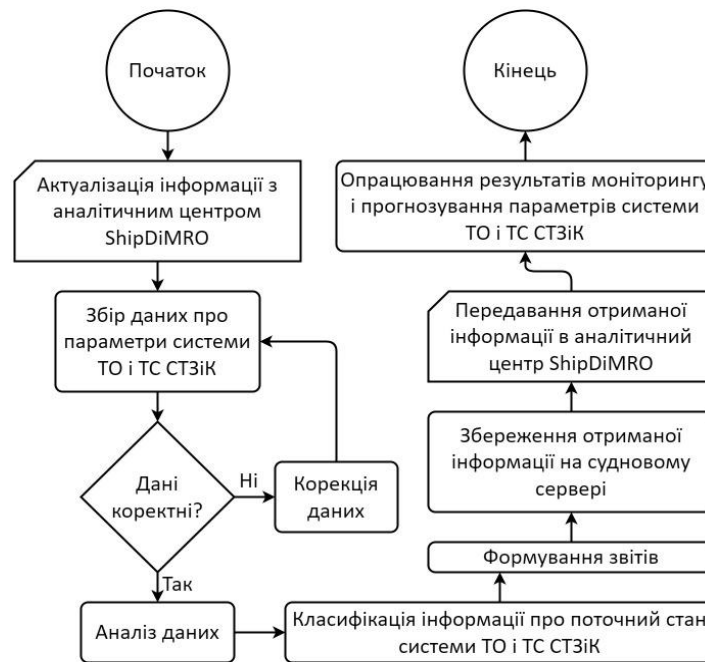 Початок
Актуалізація інформації з
аналітичним центром
ShipDiMRO
Збір даних про
параметри системи
ТО і ТС СТЗіК
Дані
коректні?
Ні
Корекція
даних
Так
Аналіз даних
Класифікація інформації про поточний стан
системи ТО і ТС СТЗіК
Формування звітів
Збереження отриманої
інформації на судновому
сервері
Передавання отриманої
інформації в аналітичний
центр ShipDiMRO
Опрацювання результатів моніторингу
і прогнозування параметрів системи
ТО і ТС СТЗіК
Кінець